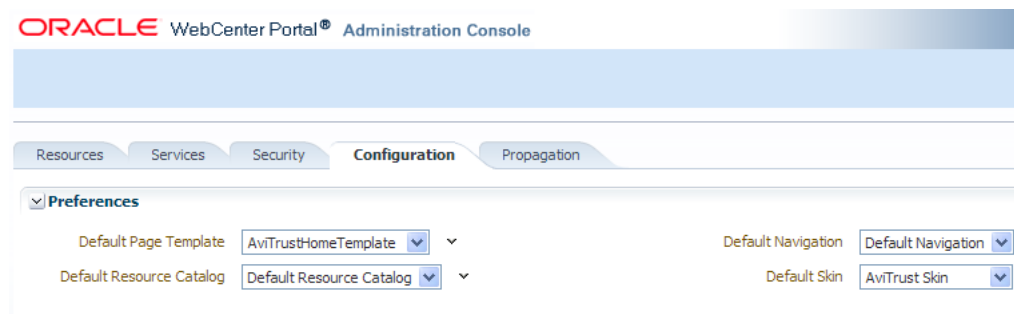 ORACLE WebCenter Portal® Administration Console
Resources Services Security Configuration Propagation
Preferences
Default Page Template AviTrustHomeTemplate Default Navigation Default Navigation
Default Resource Catalog Default Resource Catalog Default Skin AviTrust Skin